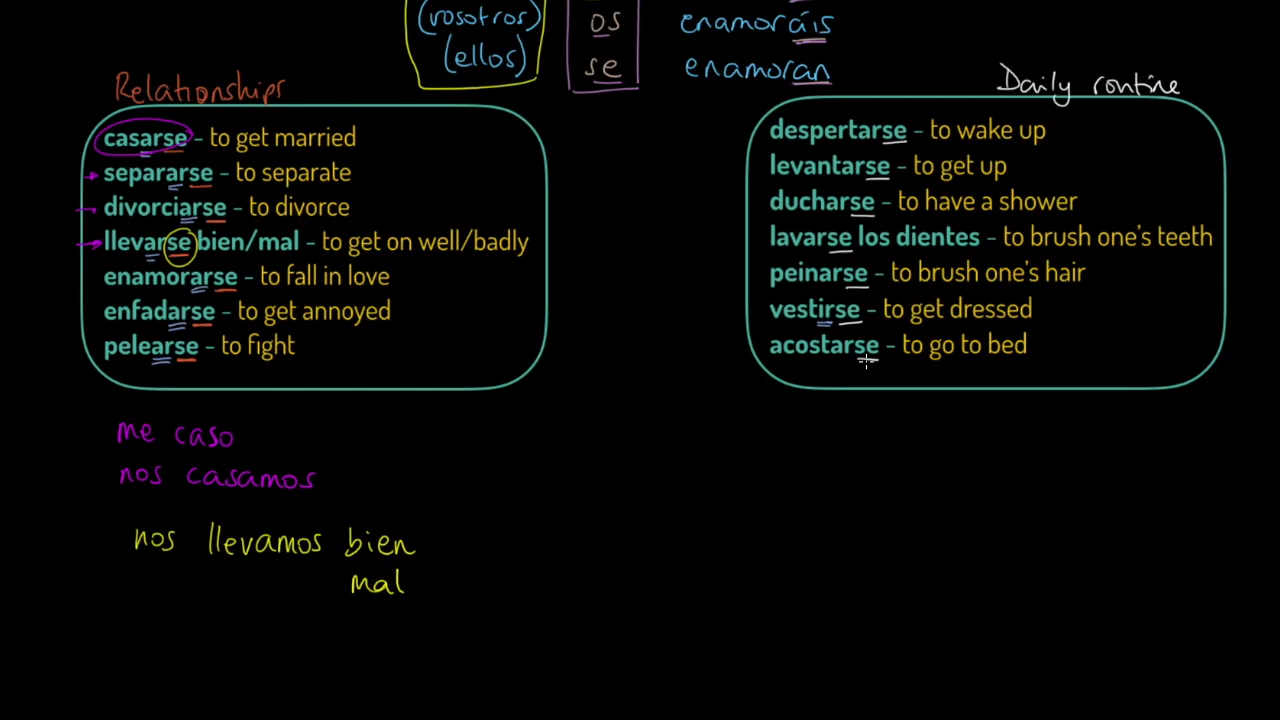 (vosotros) os enamoráis
(ellos) se enamoran
Relationships
casarse - to get married
separarse - to separate
divorciarse - to divorce
llevarse bien/mal - to get on well/badly
enamorarse - to fall in love
enfadarse - to get annoyed
pelearse - to fight
Daily routine
despertarse - to wake up
levantarse - to get up
ducharse - to have a shower
lavarse los dientes - to brush one's teeth
peinarse - to brush one's hair
vestirse - to get dressed
acostarse - to go to bed
me caso
nos casamos
nos llevamos bien
mal